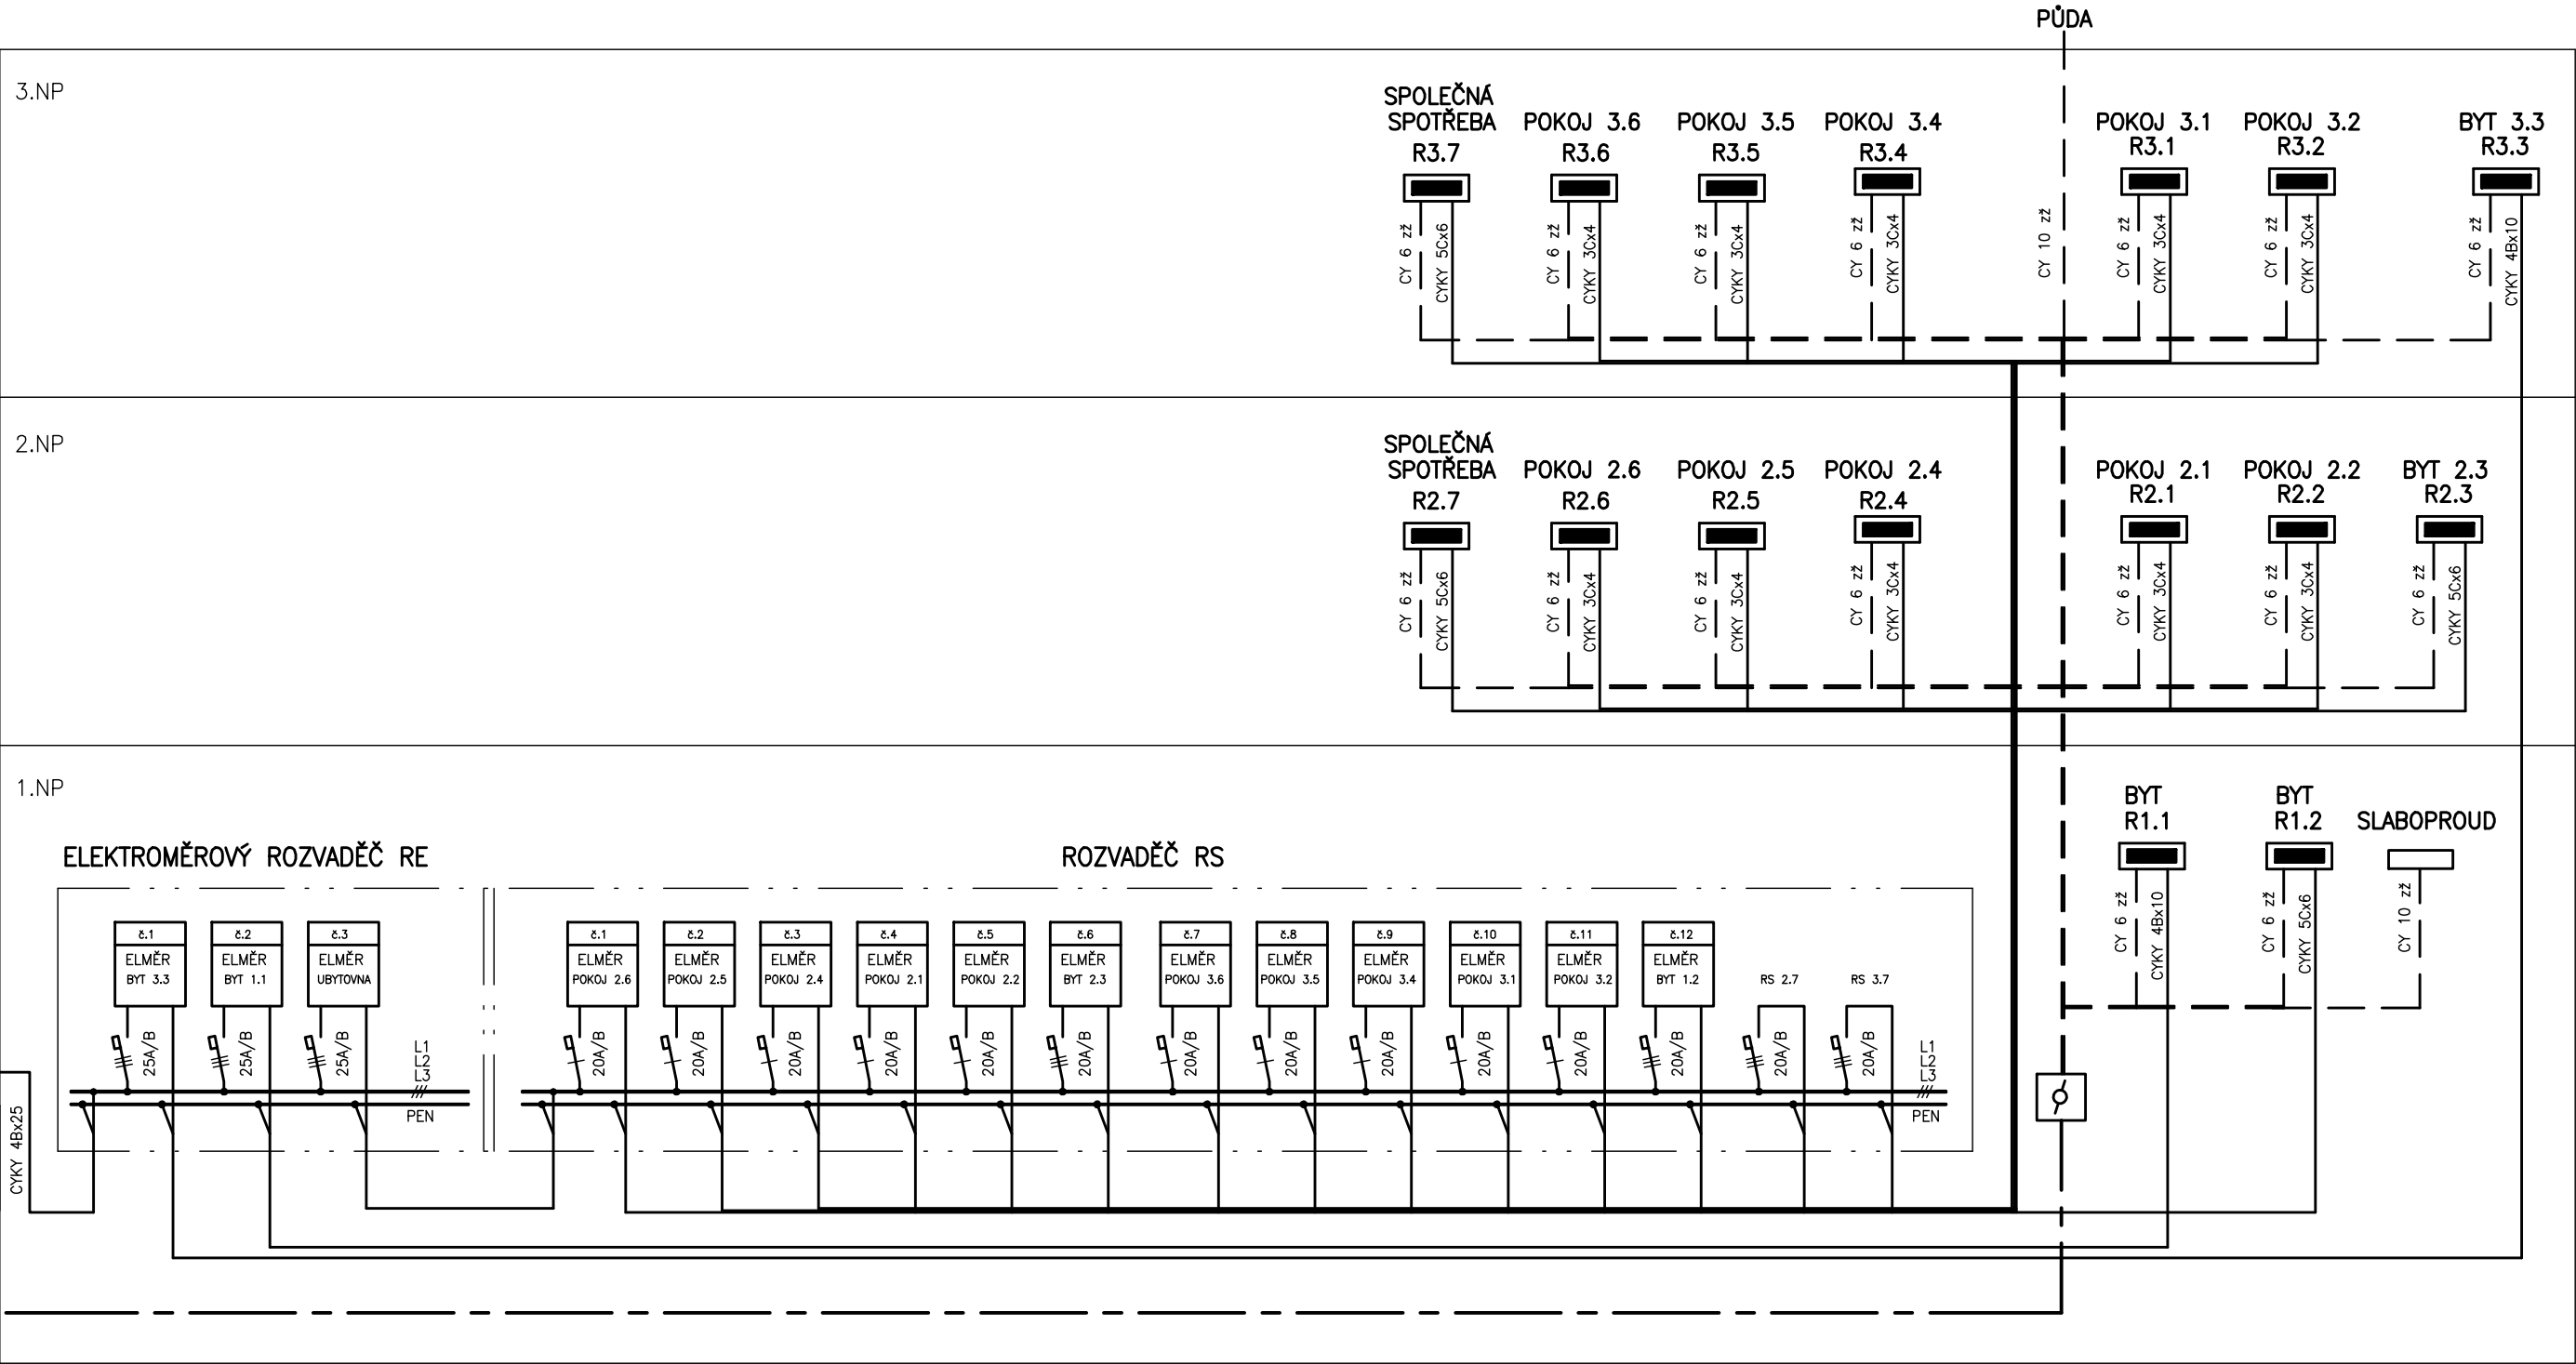 PŮDA
3.NP
SPOLEČNÁ
SPOTŘEBA POKOJ 3.6 POKOJ 3.5 POKOJ 3.4 POKOJ 3.1 POKOJ 3.2 BYT 3.3
R3.7 R3.6 R3.5 R3.4 R3.1 R3.2 R3.3
CY 6 zž
CYKY 5Cx6
CY 6 zž
CYKY 3Cx4
CY 6 zž
CYKY 3Cx4
CY 6 zž
CYKY 3Cx4
CY 10 zž
CY 6 zž
CYKY 3Cx4
CY 6 zž
CYKY 3Cx4
CY 6 zž
CYKY 4Bx10
2.NP
SPOLEČNÁ
SPOTŘEBA POKOJ 2.6 POKOJ 2.5 POKOJ 2.4 POKOJ 2.1 POKOJ 2.2 BYT 2.3
R2.7 R2.6 R2.5 R2.4 R2.1 R2.2 R2.3
CY 6 zž
CYKY 5Cx6
CY 6 zž
CYKY 3Cx4
CY 6 zž
CYKY 3Cx4
CY 6 zž
CYKY 3Cx4
CY 6 zž
CYKY 3Cx4
CY 6 zž
CYKY 3Cx4
CY 6 zž
CYKY 5Cx6
1.NP
BYT BYT
R1.1 R1.2 SLABOPROUD
CY 6 zž
CYKY 4Bx10
CY 6 zž
CYKY 5Cx6
CY 10 zž
ELEKTROMĚROVÝ ROZVADĚČ RE ROZVADĚČ RS
č.1 č.2 č.3 č.1 č.2 č.3 č.4 č.5 č.6 č.7 č.8 č.9 č.10 č.11 č.12
ELMĚR ELMĚR ELMĚR ELMĚR ELMĚR ELMĚR ELMĚR ELMĚR ELMĚR ELMĚR ELMĚR ELMĚR ELMĚR ELMĚR ELMĚR
BYT 3.3 BYT 1.1 UBYTOVNA POKOJ 2.6 POKOJ 2.5 POKOJ 2.4 POKOJ 2.1 POKOJ 2.2 BYT 2.3 POKOJ 3.6 POKOJ 3.5 POKOJ 3.4 POKOJ 3.1 POKOJ 3.2 BYT 1.2 RS 2.7 RS 3.7
25A/B 25A/B 25A/B 20A/B 20A/B 20A/B 20A/B 20A/B 20A/B 20A/B 20A/B 20A/B 20A/B 20A/B 20A/B 20A/B 20A/B
L1 L1
L2 L2
L3 L3
PEN PEN
CYKY 4Bx25